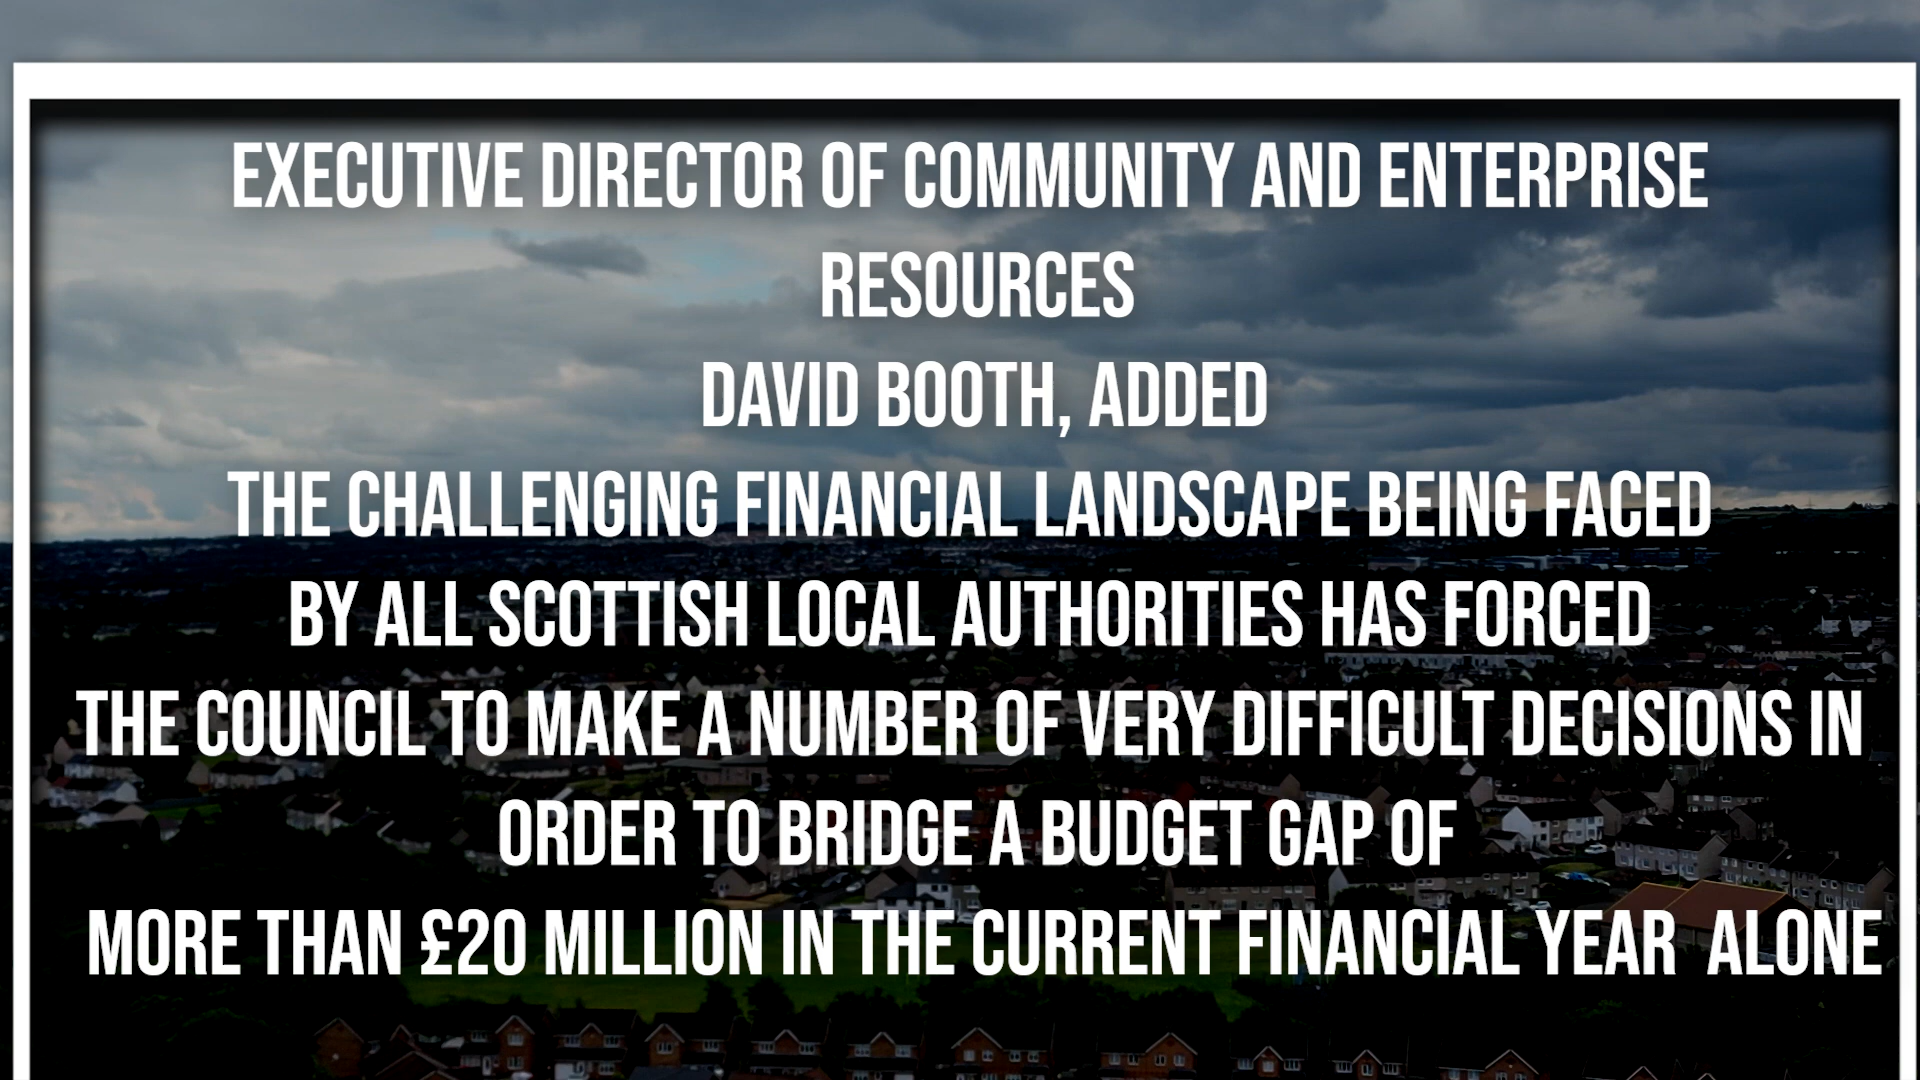 EXECUTIVE DIRECTOR OF COMMUNITY AND ENTERPRISE
RESOURCES
DAVID BOOTH, ADDED
THE CHALLENGING FINANCIAL LANDSCAPE BEING FACED
BY ALL SCOTTISH LOCAL AUTHORITIES HAS FORCED
THE COUNCIL TO MAKE A NUMBER OF VERY DIFFICULT DECISIONS IN
ORDER TO BRIDGE A BUDGET GAP OF
MORE THAN £20 MILLION IN THE CURRENT FINANCIAL YEAR  ALONE